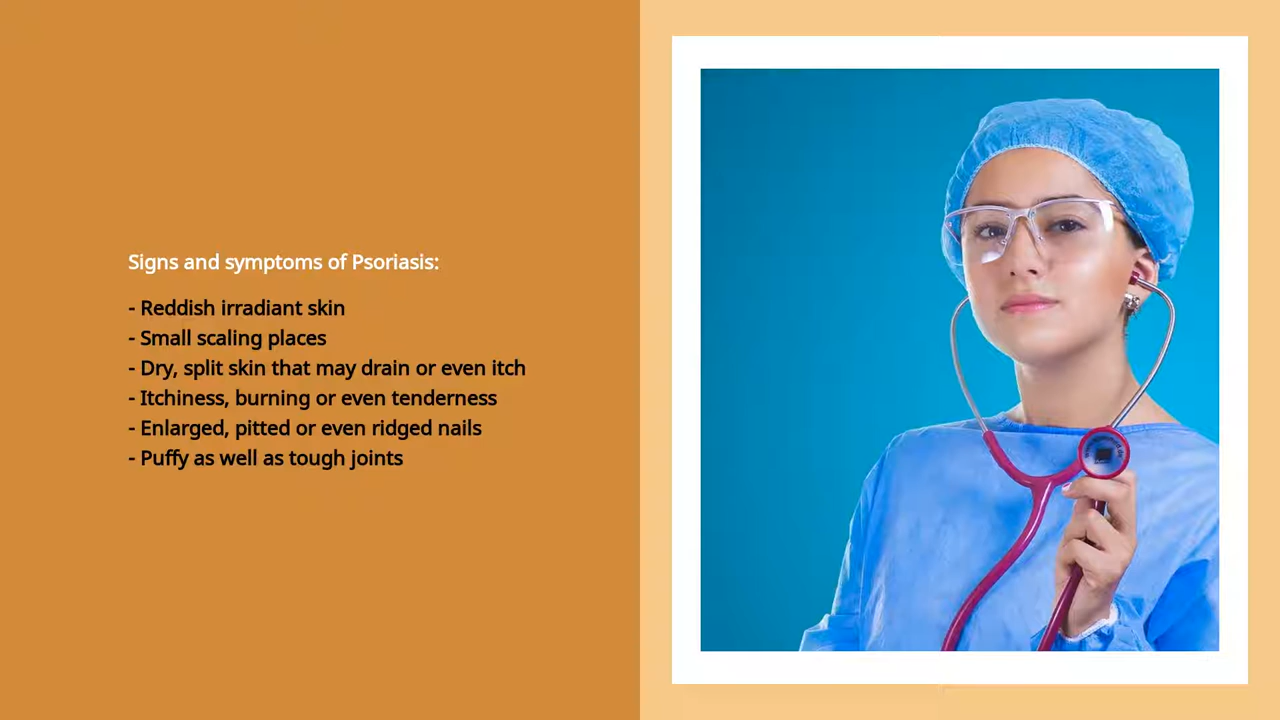 Signs and symptoms of Psoriasis:
- Reddish irradiant skin
- Small scaling places
- Dry, split skin that may drain or even itch
- Itchiness, burning or even tenderness
- Enlarged, pitted or even ridged nails
- Puffy as well as tough joints